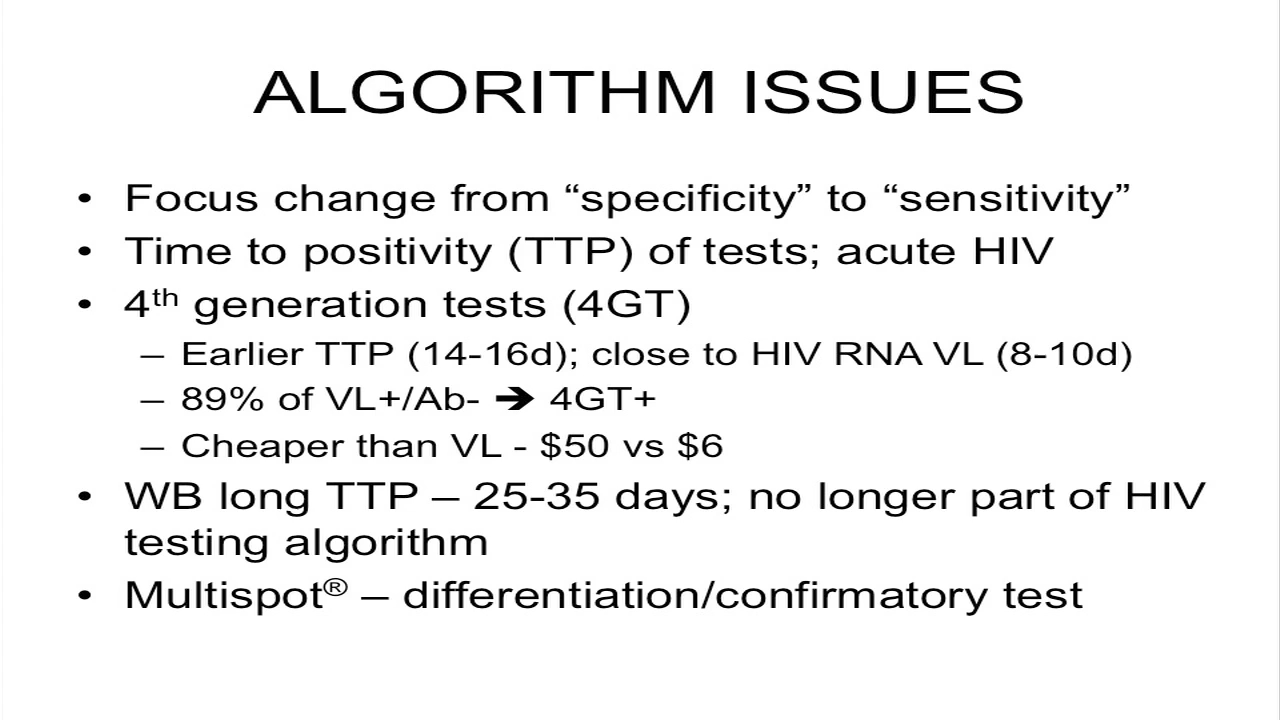 ALGORITHM ISSUES
• Focus change from “specificity” to “sensitivity”
• Time to positivity (TTP) of tests; acute HIV
• 4th generation tests (4GT)
– Earlier TTP (14-16d); close to HIV RNA VL (8-10d)
– 89% of VL+/Ab- ➔ 4GT+
– Cheaper than VL - $50 vs $6
• WB long TTP – 25-35 days; no longer part of HIV
testing algorithm
• Multispot® – differentiation/confirmatory test